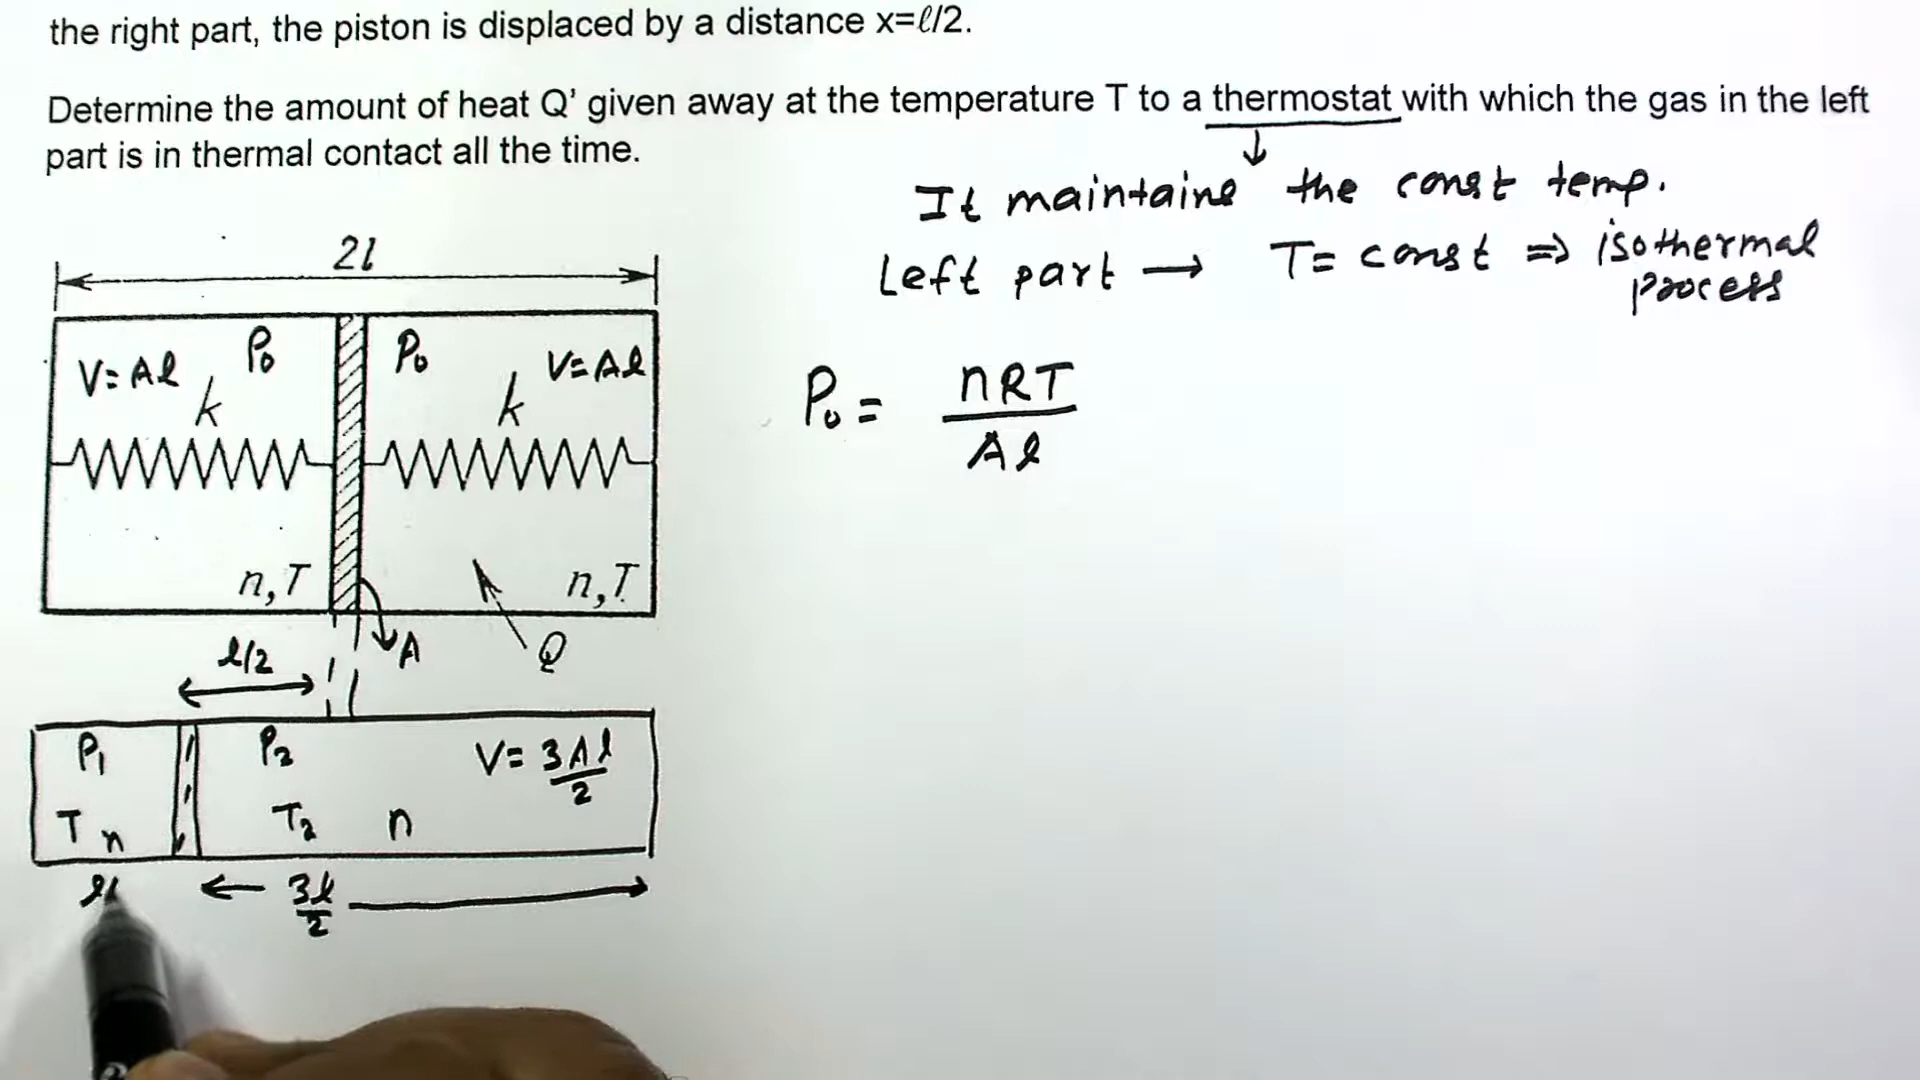 the right part, the piston is displaced by a distance x=ℓ/2.
Determine the amount of heat Q' given away at the temperature T to a thermostat with which the gas in the left
part is in thermal contact all the time.
It maintains the const temp.
Left part → T = const ⇒ isothermal
process
2l
V=Al P₀ P₀ V=Al
k k
P₀ = nRT
Al
n,T n,T
l/2 A Q
P₁ P₂ V= 3Al
2
T n T₂ n
3l
2